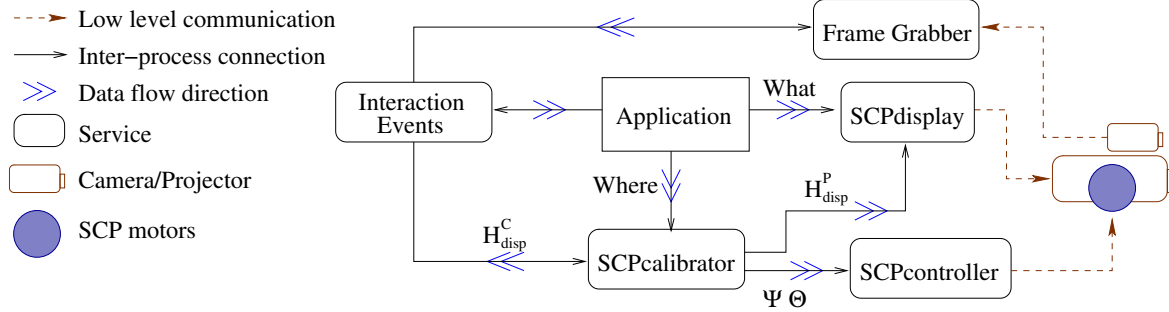 Low level communication
Inter−process connection
Data flow direction
Service
Camera/Projector
SCP motors
Frame Grabber
Interaction
Events
Application
What
SCPdisplay
Where
H^P_disp
H^C_disp
SCPcalibrator
SCPcontroller
Ψ Θ